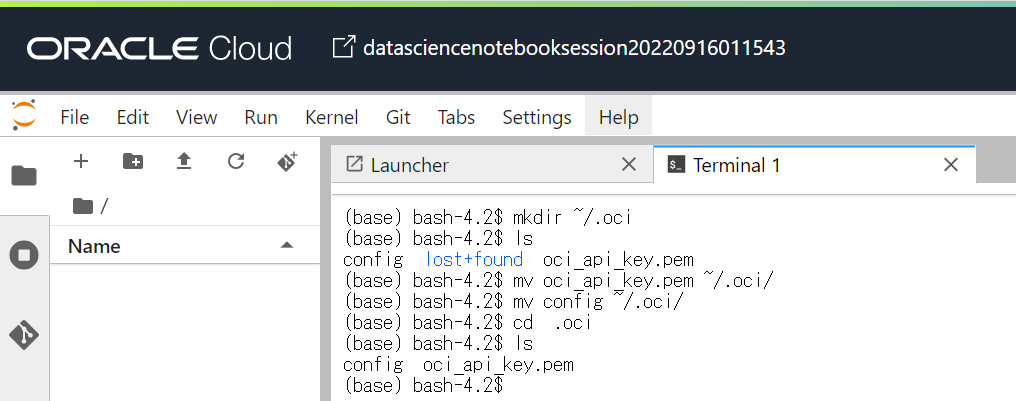 ORACLE Cloud datasciencenotebooksession20220916011543
File Edit View Run Kernel Git Tabs Settings Help
Launcher Terminal 1
/
Name
(base) bash-4.2$ mkdir ~/.oci
(base) bash-4.2$ ls
config  lost+found  oci_api_key.pem
(base) bash-4.2$ mv oci_api_key.pem ~/.oci/
(base) bash-4.2$ mv config ~/.oci/
(base) bash-4.2$ cd  .oci
(base) bash-4.2$ ls
config  oci_api_key.pem
(base) bash-4.2$